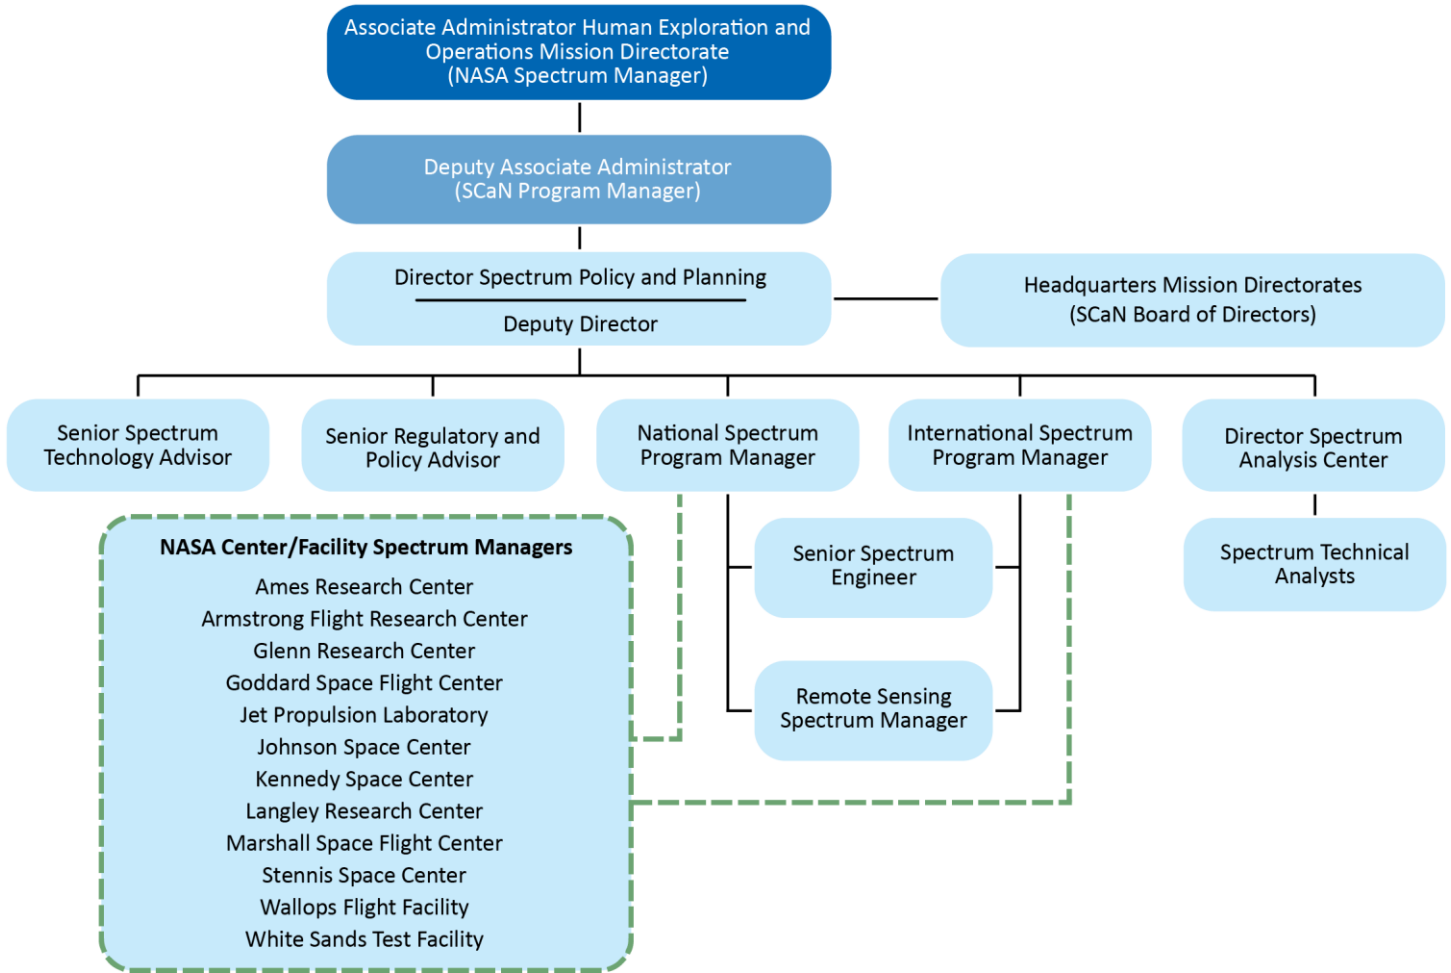 Associate Administrator Human Exploration and
Operations Mission Directorate
(NASA Spectrum Manager)
Deputy Associate Administrator
(SCaN Program Manager)
Director Spectrum Policy and Planning
Deputy Director
Headquarters Mission Directorates
(SCaN Board of Directors)
Senior Spectrum
Technology Advisor
Senior Regulatory and
Policy Advisor
National Spectrum
Program Manager
International Spectrum
Program Manager
Director Spectrum
Analysis Center
NASA Center/Facility Spectrum Managers
Ames Research Center
Armstrong Flight Research Center
Glenn Research Center
Goddard Space Flight Center
Jet Propulsion Laboratory
Johnson Space Center
Kennedy Space Center
Langley Research Center
Marshall Space Flight Center
Stennis Space Center
Wallops Flight Facility
White Sands Test Facility
Senior Spectrum
Engineer
Remote Sensing
Spectrum Manager
Spectrum Technical
Analysts